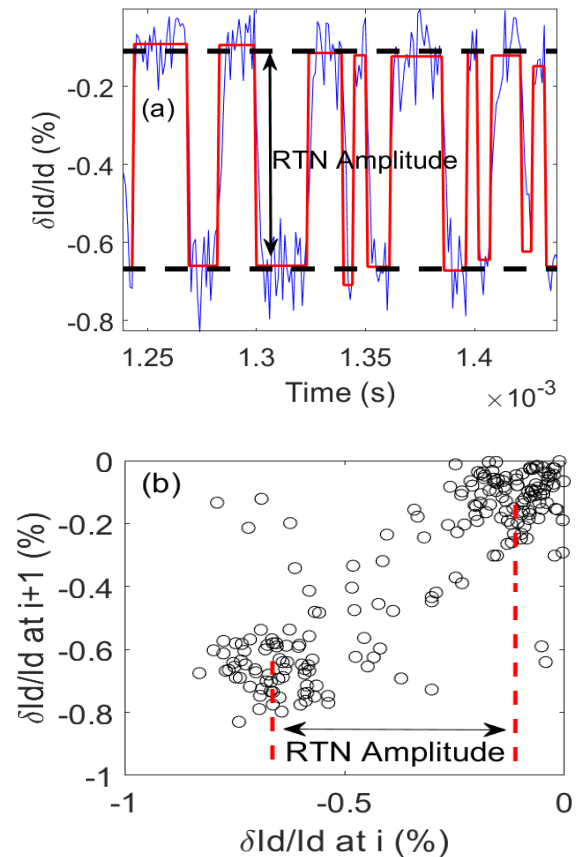 (a)
RTN Amplitude
-0.2
-0.4
-0.6
-0.8
δId/Id (%)
1.25 1.3 1.35 1.4
Time (s) ×10⁻³
(b)
RTN Amplitude
0
-0.2
-0.4
-0.6
-0.8
-1
δId/Id at i+1 (%)
-1 -0.5 0
δId/Id at i (%)